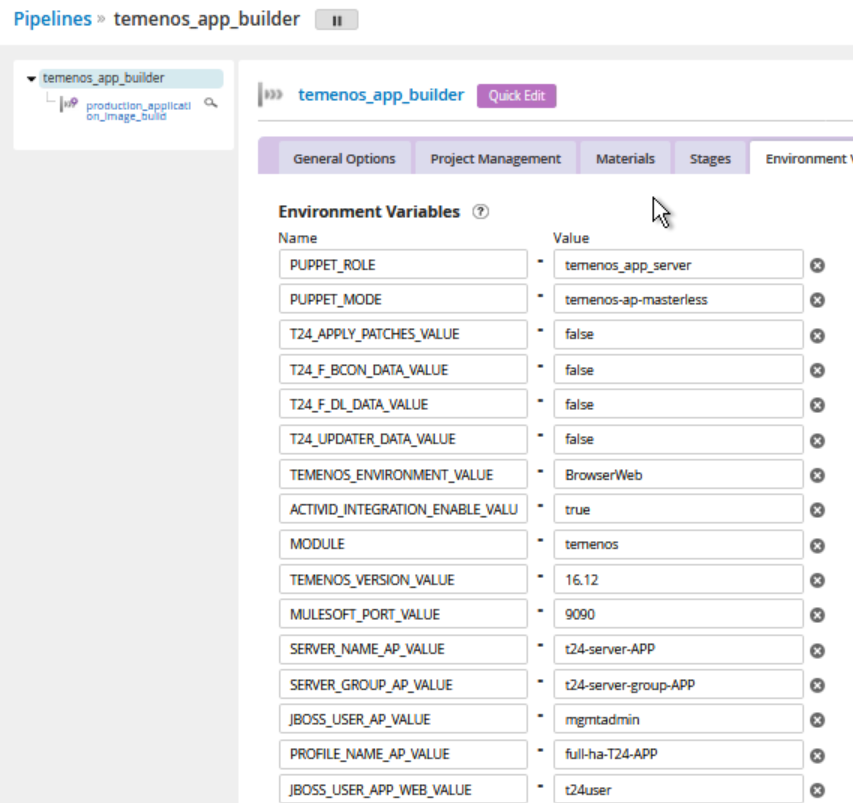 Pipelines » temenos_app_builder
temenos_app_builder
production_applicati
on_image_build
temenos_app_builder Quick Edit
General Options Project Management Materials Stages Environment V
Environment Variables ?
Name Value
PUPPET_ROLE = temenos_app_server
PUPPET_MODE = temenos-ap-masterless
T24_APPLY_PATCHES_VALUE = false
T24_F_BCON_DATA_VALUE = false
T24_F_DL_DATA_VALUE = false
T24_UPDATER_DATA_VALUE = false
TEMENOS_ENVIRONMENT_VALUE = BrowserWeb
ACTIVID_INTEGRATION_ENABLE_VALU = true
MODULE = temenos
TEMENOS_VERSION_VALUE = 16.12
MULESOFT_PORT_VALUE = 9090
SERVER_NAME_AP_VALUE = t24-server-APP
SERVER_GROUP_AP_VALUE = t24-server-group-APP
JBOSS_USER_AP_VALUE = mgmtadmin
PROFILE_NAME_AP_VALUE = full-ha-T24-APP
JBOSS_USER_APP_WEB_VALUE = t24user